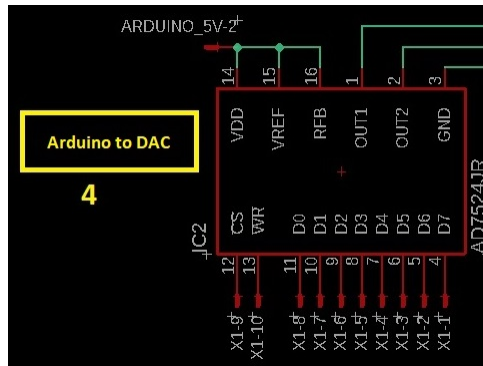 ARDUINO_5V-2
14 15 16 1 2 3
VDD VREF RFB OUT1 OUT2 GND
Arduino to DAC
4
IC2
AD7524JR
CS WR D0 D1 D2 D3 D4 D5 D6 D7
12 13 11 10 9 8 7 6 5 4
X1-9 X1-10 X1-8 X1-7 X1-6 X1-5 X1-4 X1-3 X1-2 X1-1